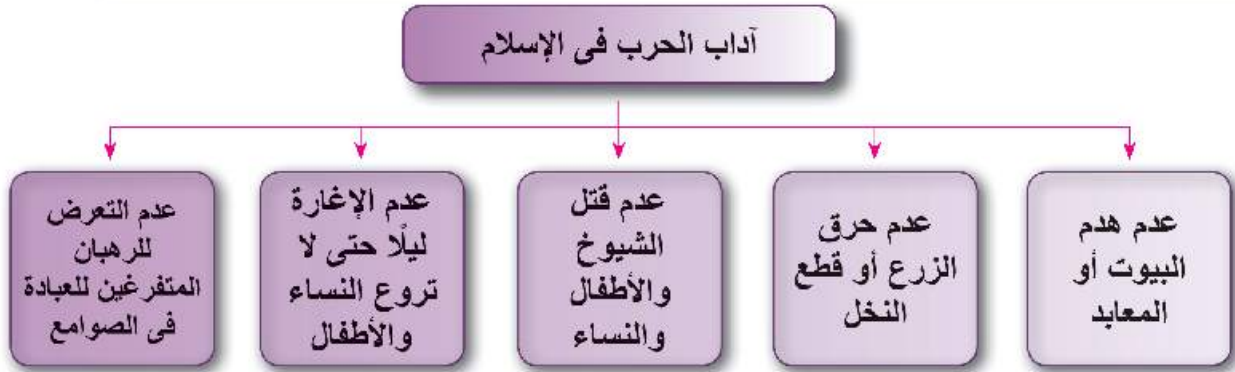 آداب الحرب فى الإسلام
عدم هدم
البيوت أو
المعابد
عدم حرق
الزرع أو قطع
النخل
عدم قتل
الشيوخ
والأطفال
والنساء
عدم الإغارة
ليلًا حتى لا
تروع النساء
والأطفال
عدم التعرض
للرهبان
المتفرغين للعبادة
فى الصوامع